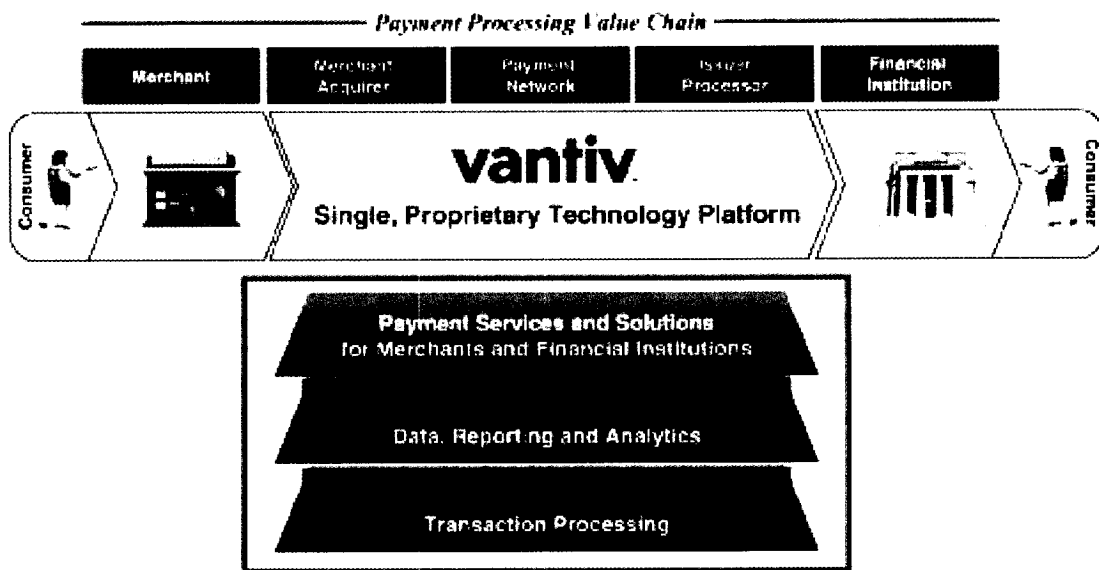 Payment Processing Value Chain
Merchant
Merchant
Acquirer
Payment
Network
Issuer
Processor
Financial
Institution
Consumer
vantiv
Single, Proprietary Technology Platform
Consumer
Payment Services and Solutions
for Merchants and Financial Institutions
Data, Reporting and Analytics
Transaction Processing